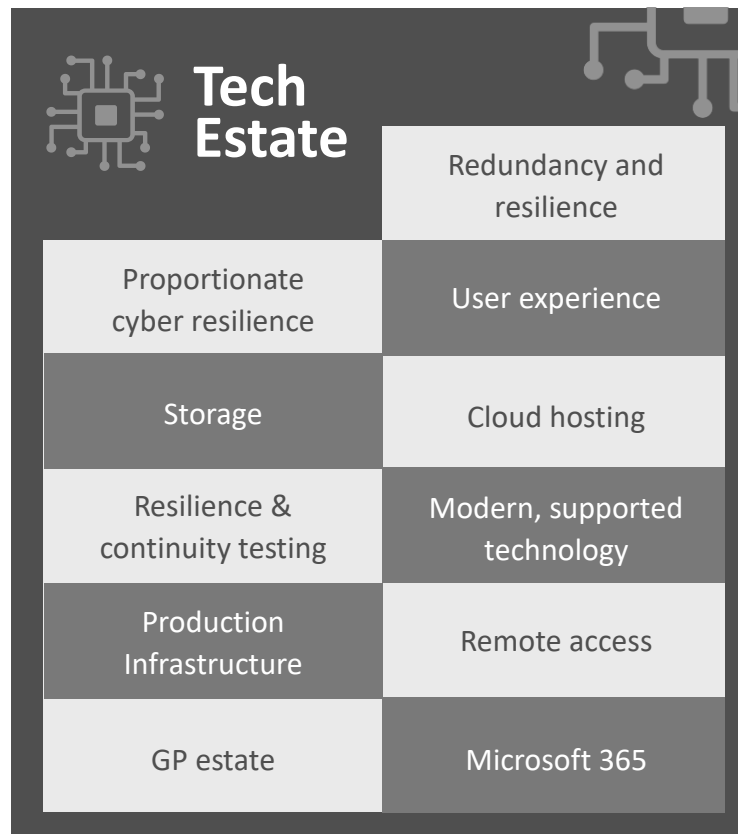 Tech
Estate
Redundancy and
resilience
Proportionate
cyber resilience
User experience
Storage
Cloud hosting
Resilience &
continuity testing
Modern, supported
technology
Production
Infrastructure
Remote access
GP estate
Microsoft 365